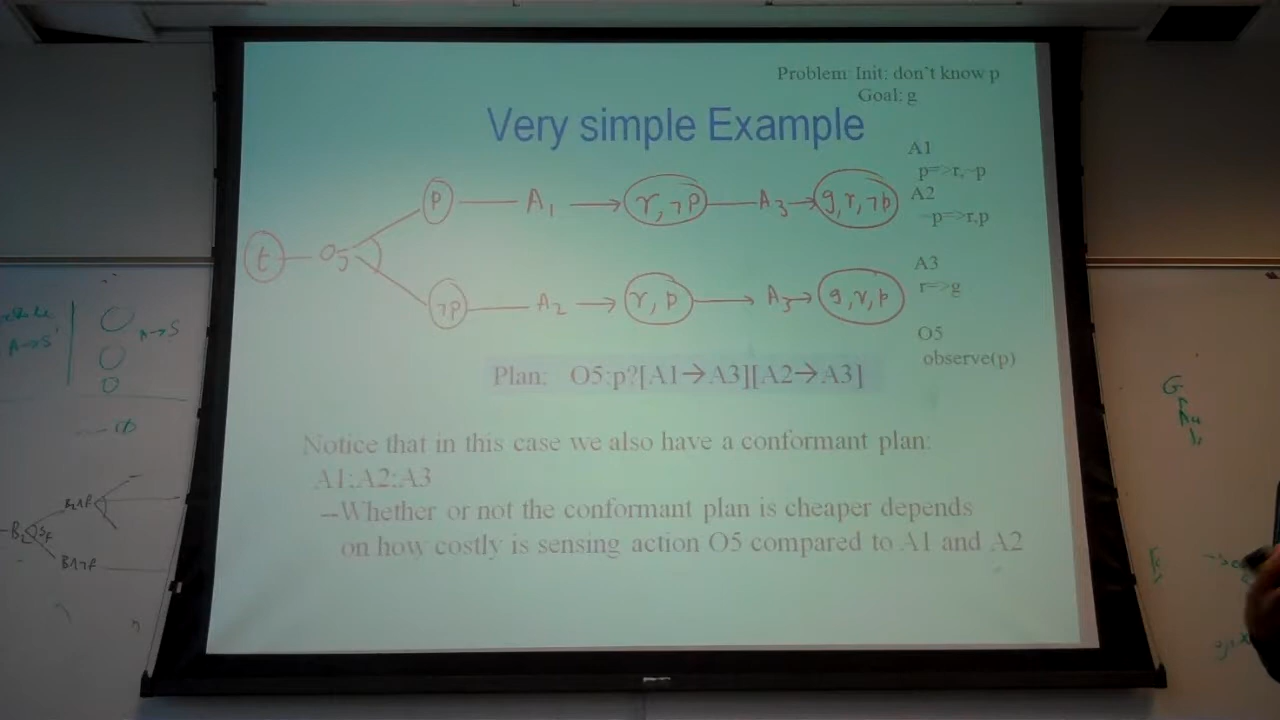 Problem: Init: don't know p
Goal: g
Very simple Example
A1
p=>r,~p
A2
~p=>r,p
A3
r=>g
O5
observe(p)
t O5 p A1 → r, ¬p A3 → g, r, ¬p
¬p A2 → r, p → A3 → g, r, p
Plan: O5:p?[A1→A3][A2→A3]
Notice that in this case we also have a conformant plan:
A1:A2:A3
–Whether or not the conformant plan is cheaper depends
on how costly is sensing action O5 compared to A1 and A2
A→S'
A→S
B∧¬P
G